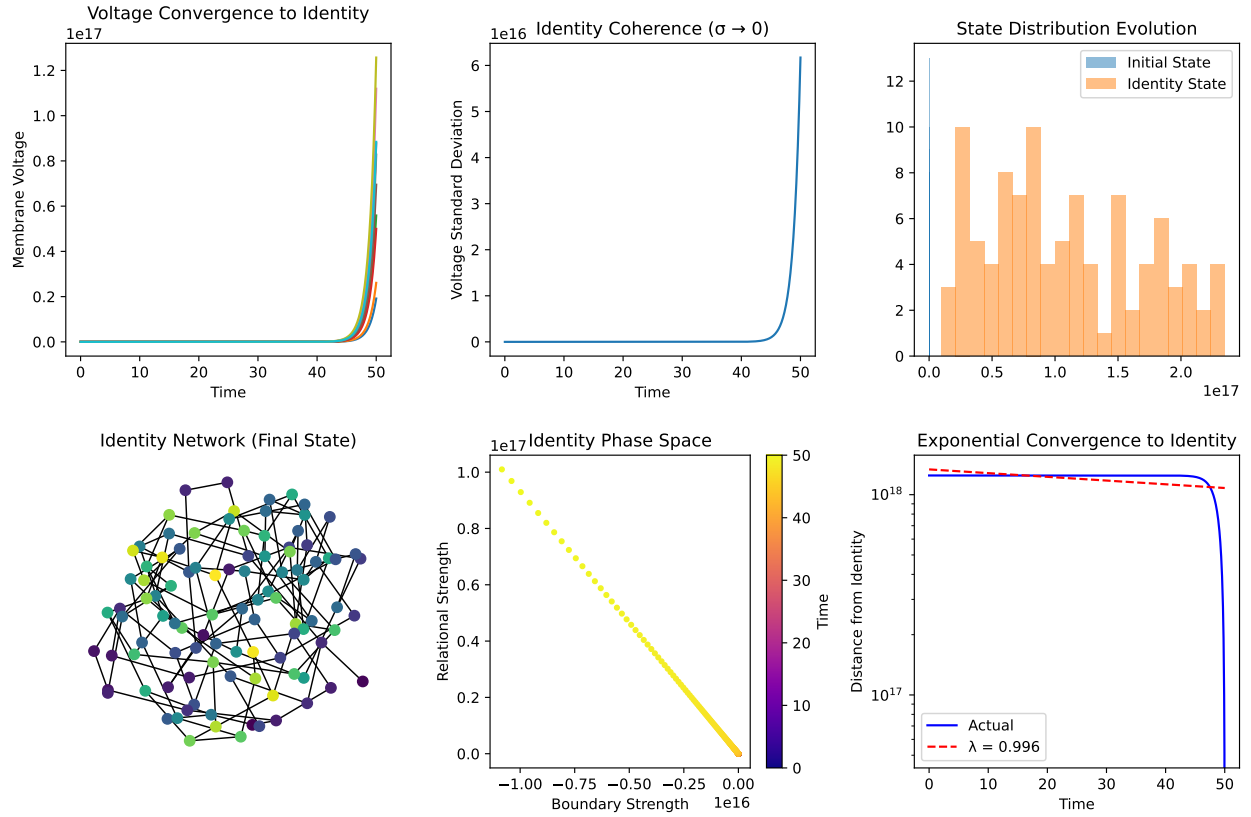 Voltage Convergence to Identity
1e17
Membrane Voltage
1.2
1.0
0.8
0.6
0.4
0.2
0.0
0 10 20 30 40 50
Time
Identity Coherence (σ → 0)
1e16
Voltage Standard Deviation
6
5
4
3
2
1
0
0 10 20 30 40 50
Time
State Distribution Evolution
Initial State
Identity State
12
10
8
6
4
2
0
0.0 0.5 1.0 1.5 2.0
1e17
Identity Network (Final State)
Identity Phase Space
1e17
Relational Strength
1.0
0.8
0.6
0.4
0.2
0.0
−1.00 −0.75 −0.50 −0.25 0.00
1e16
Boundary Strength
50
40
30
20
10
0
Time
Exponential Convergence to Identity
Distance from Identity
10^18
10^17
Actual
λ = 0.996
0 10 20 30 40 50
Time